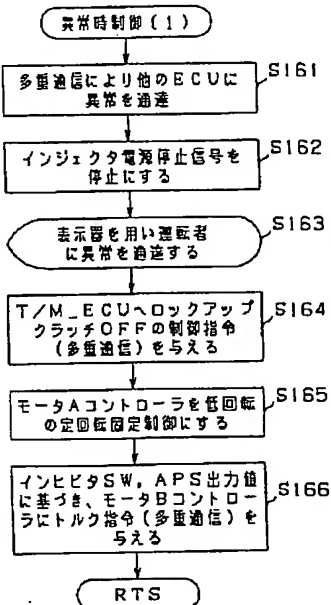 異常時制御(1)
S161
多重通信により他のECUに
異常を通達
S162
インジェクタ電源停止信号を
停止にする
S163
表示器を用い運転者
に異常を通達する
S164
T/M_ECUへロックアップ
クラッチOFFの制御指令
(多重通信)を与える
S165
モータAコントローラを低回転
の定回転固定制御にする
S166
インヒビタSW,APS出力値
に基づき、モータBコントロー
ラにトルク指令(多重通信)を
与える
RTS